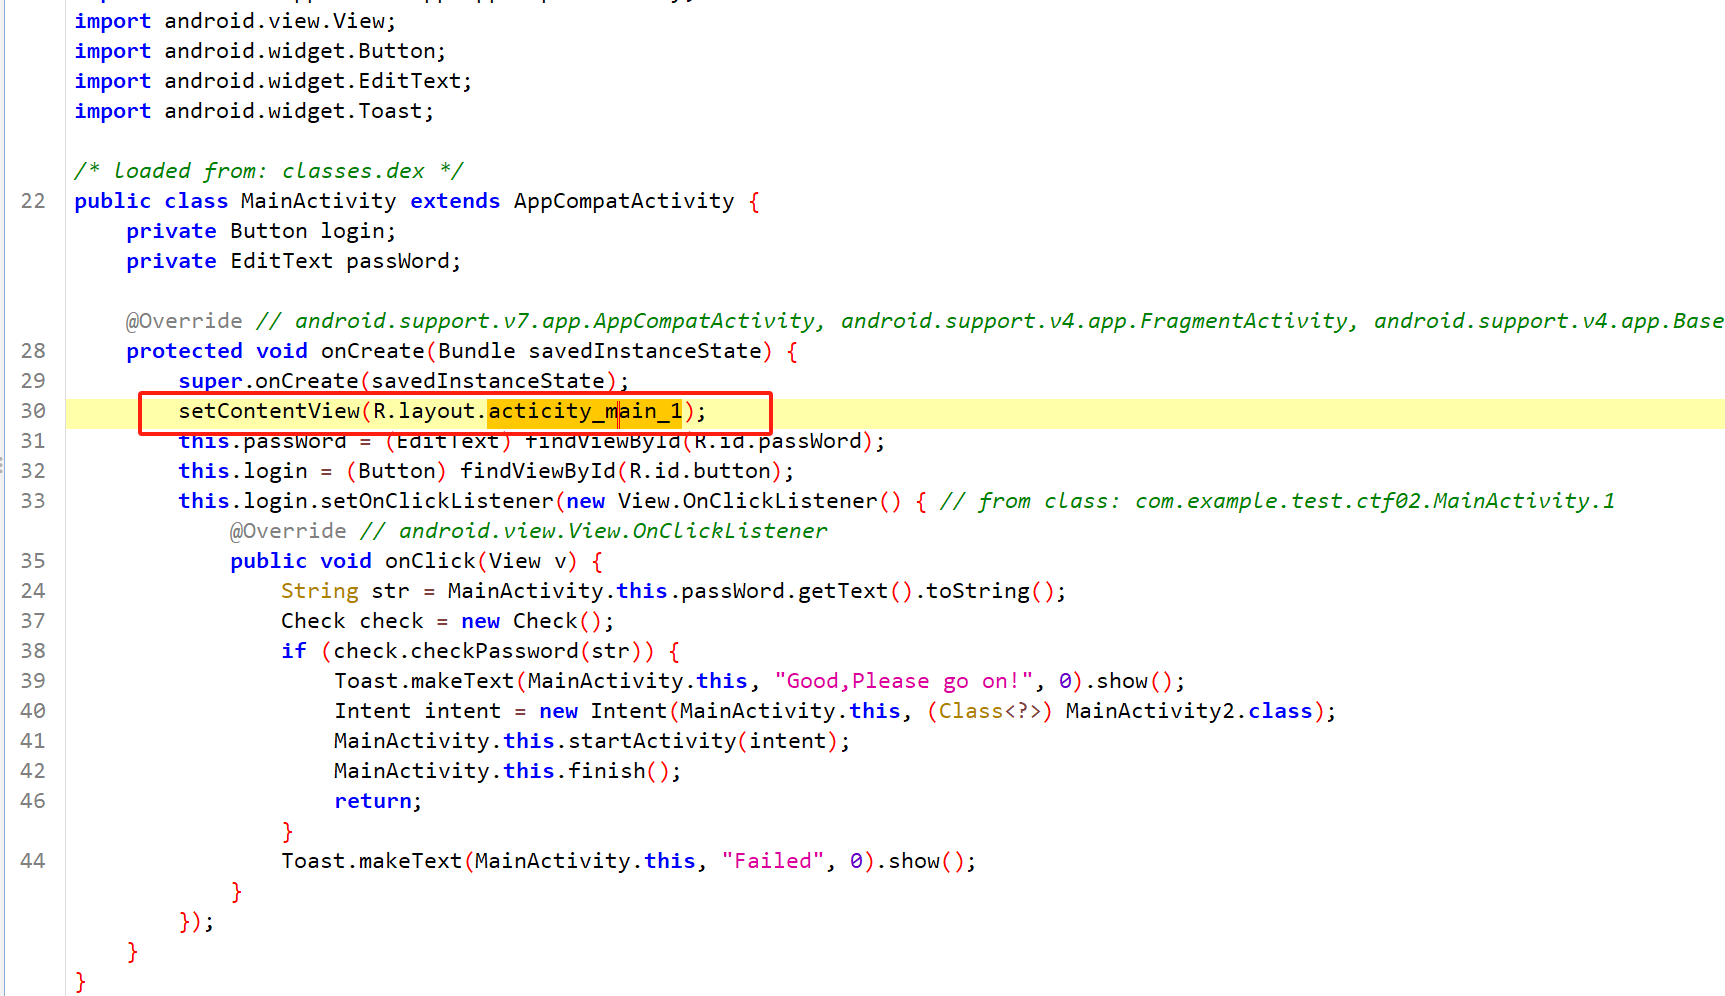 import android.view.View;
import android.widget.Button;
import android.widget.EditText;
import android.widget.Toast;
/* loaded from: classes.dex */
22 public class MainActivity extends AppCompatActivity {
private Button login;
private EditText passWord;
@Override // android.support.v7.app.AppCompatActivity, android.support.v4.app.FragmentActivity, android.support.v4.app.Base
28 protected void onCreate(Bundle savedInstanceState) {
29 super.onCreate(savedInstanceState);
30 setContentView(R.layout.acticity_main_1);
31 this.passWord = (EditText) findViewById(R.id.passWord);
32 this.login = (Button) findViewById(R.id.button);
33 this.login.setOnClickListener(new View.OnClickListener() { // from class: com.example.test.ctf02.MainActivity.1
@Override // android.view.View.OnClickListener
35 public void onClick(View v) {
24 String str = MainActivity.this.passWord.getText().toString();
37 Check check = new Check();
38 if (check.checkPassword(str)) {
39 Toast.makeText(MainActivity.this, "Good,Please go on!", 0).show();
40 Intent intent = new Intent(MainActivity.this, (Class<?>) MainActivity2.class);
41 MainActivity.this.startActivity(intent);
42 MainActivity.this.finish();
46 return;
}
44 Toast.makeText(MainActivity.this, "Failed", 0).show();
}
});
}
}